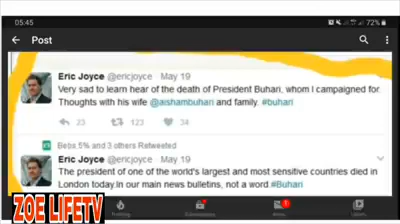 05:45
72%
Post
Eric Joyce @ericjoyce · May 19
Very sad to learn hear of the death of President Buhari, whom I campaigned for
Thoughts with his wife @aishambuhari and family. #buhari
23 123 34
Bebs.5% and 3 others Retweeted
Eric Joyce @ericjoyce · May 19
The president of one of the world's largest and most sensitive countries died in
London today.In our main news bulletins, not a word #Buhari
ZOE LIFETV